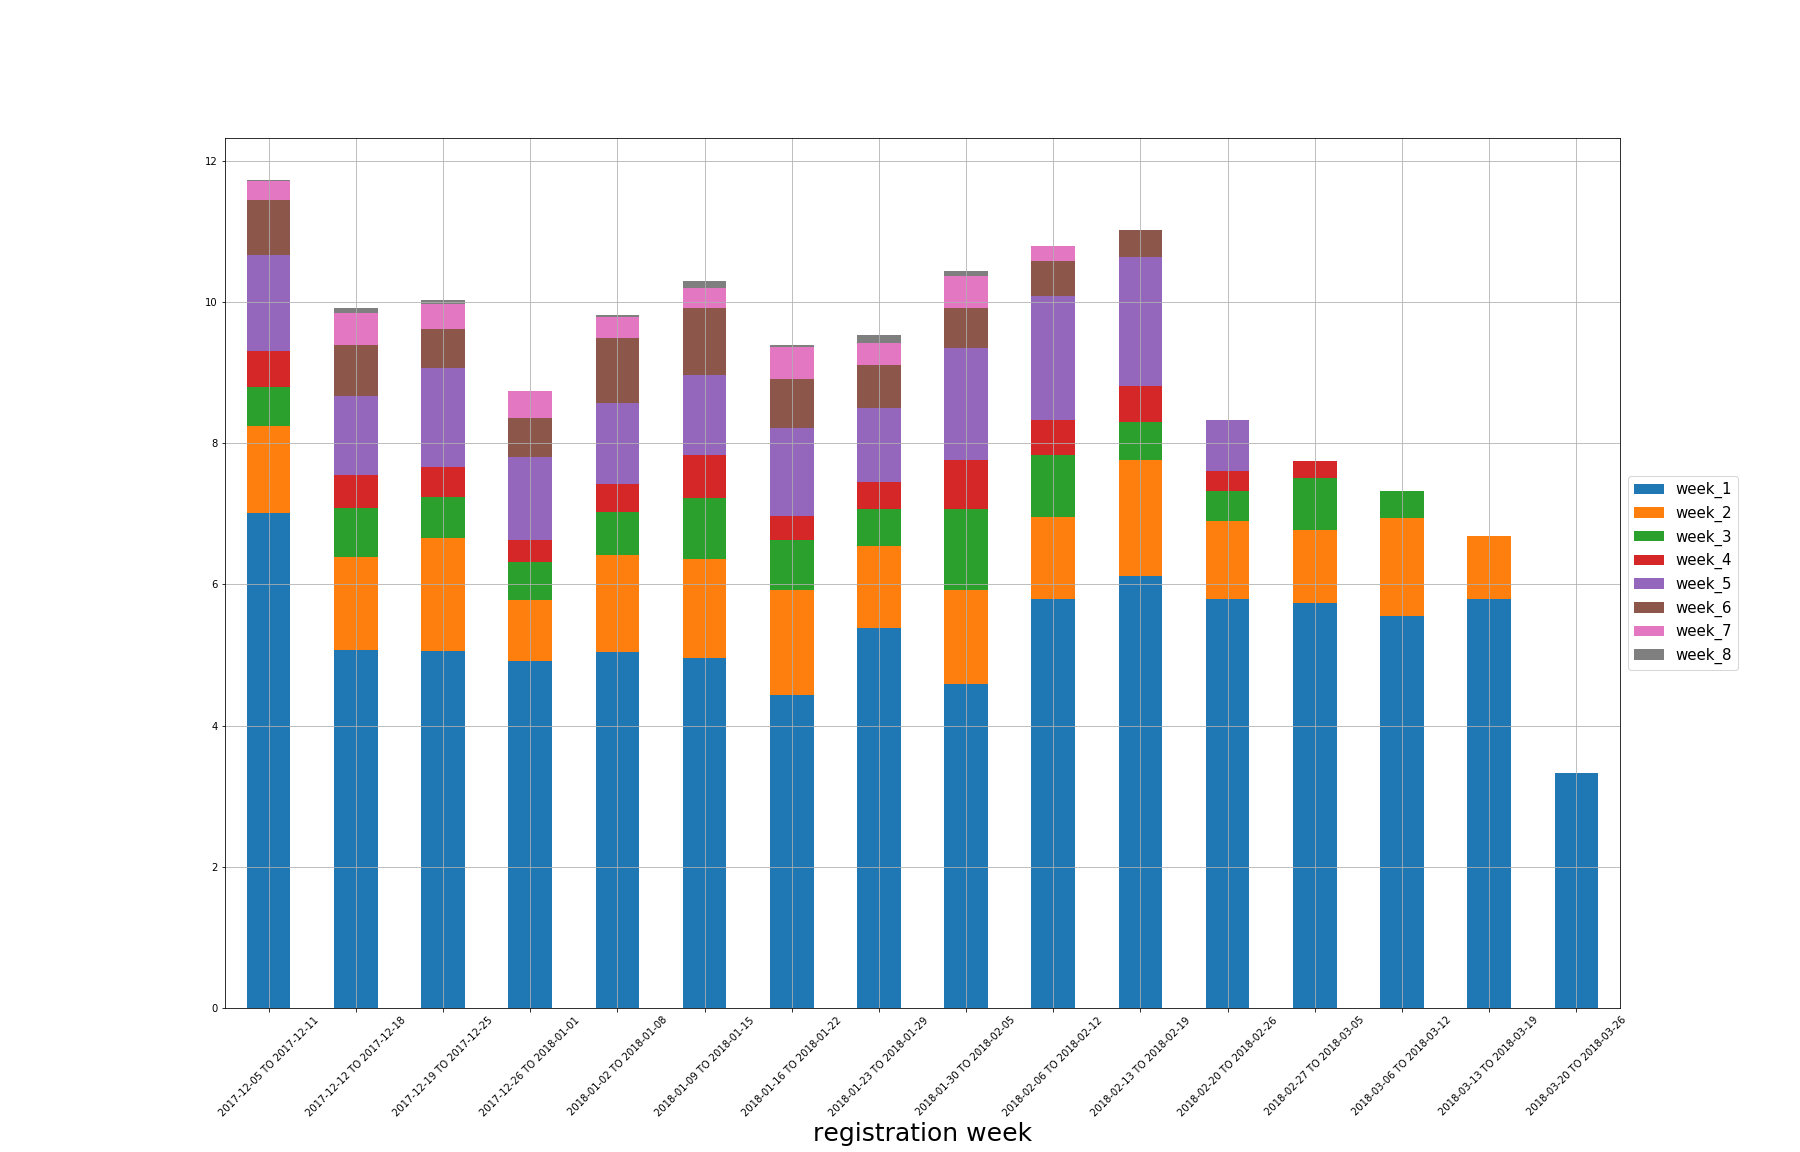 12
10
8
6
4
2
0
week_1
week_2
week_3
week_4
week_5
week_6
week_7
week_8
2017-12-05 TO 2017-12-11
2017-12-12 TO 2017-12-18
2017-12-19 TO 2017-12-25
2017-12-26 TO 2018-01-01
2018-01-02 TO 2018-01-08
2018-01-09 TO 2018-01-15
2018-01-16 TO 2018-01-22
2018-01-23 TO 2018-01-29
2018-01-30 TO 2018-02-05
2018-02-06 TO 2018-02-12
2018-02-13 TO 2018-02-19
2018-02-20 TO 2018-02-26
2018-02-27 TO 2018-03-05
2018-03-06 TO 2018-03-12
2018-03-13 TO 2018-03-19
2018-03-20 TO 2018-03-26
registration week